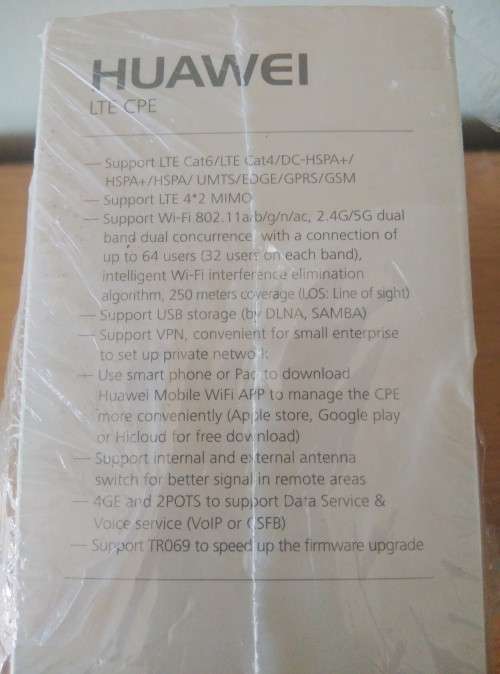 HUAWEI
LTE CPE
— Support LTE Cat6/LTE Cat4/DC-HSPA+/
HSPA+/HSPA/ UMTS/EDGE/GPRS/GSM
— Support LTE 4*2 MIMO
— Support Wi-Fi 802.11a/b/g/n/ac, 2.4G/5G dual
band dual concurrence, with a connection of
up to 64 users (32 users on each band),
intelligent Wi-Fi interference elimination
algorithm, 250 meters coverage (LOS: Line of sight)
— Support USB storage (by DLNA, SAMBA)
— Support VPN, convenient for small enterprise
to set up private network
— Use smart phone or Pad to download
Huawei Mobile WiFi APP to manage the CPE
more conveniently (Apple store, Google play
or Hicloud for free download)
— Support internal and external antenna
switch for better signal in remote areas
— 4GE and 2POTS to support Data Service &
Voice service (VoIP or CSFB)
— Support TR069 to speed up the firmware upgrade